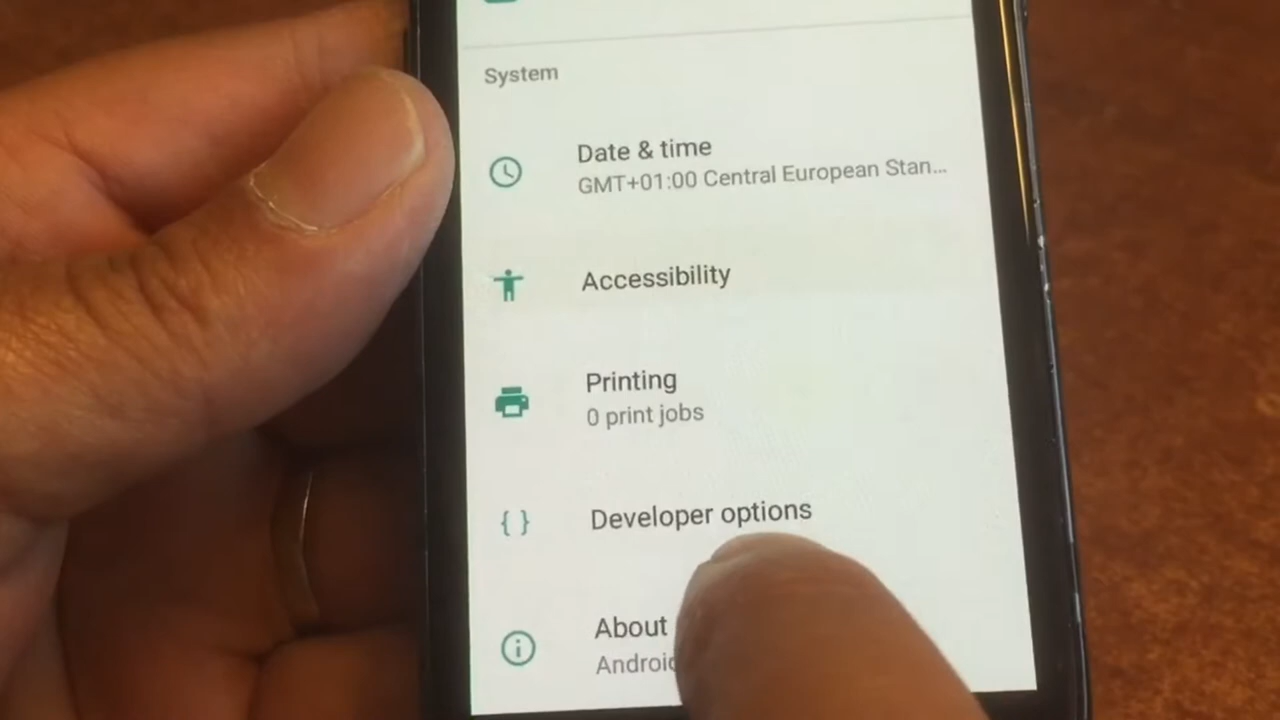 System
Date & time
GMT+01:00 Central European Stan...
Accessibility
Printing
0 print jobs
{ } Developer options
About